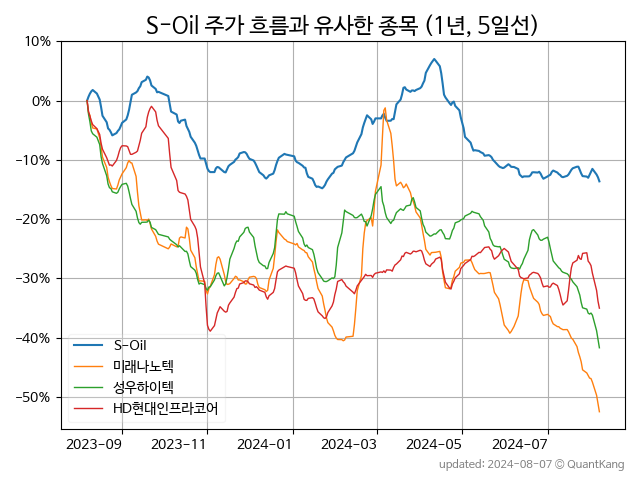 S-Oil 주가 흐름과 유사한 종목 (1년, 5일선)
10%
0%
−10%
−20%
−30%
−40%
−50%
S-Oil
미래나노텍
성우하이텍
HD현대인프라코어
2023-09
2023-11
2024-01
2024-03
2024-05
2024-07
updated: 2024-08-07 © QuantKang